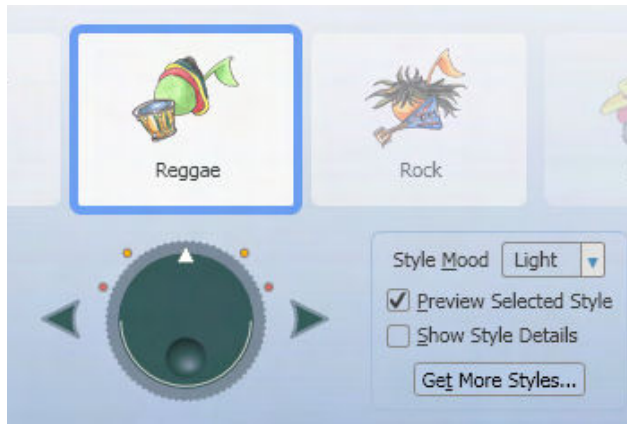 Reggae
Rock
Style Mood Light
Preview Selected Style
Show Style Details
Get More Styles...